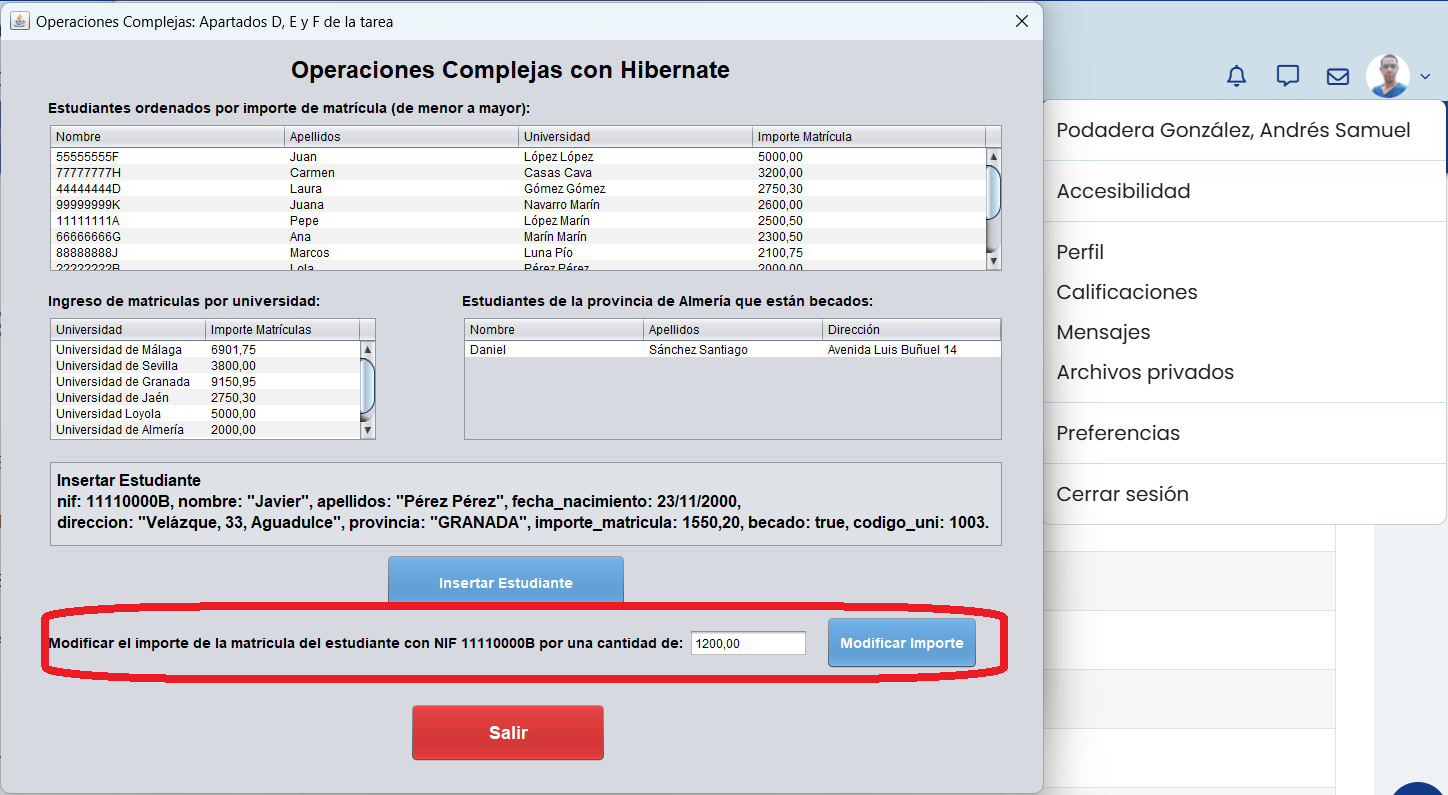 Operaciones Complejas: Apartados D, E y F de la tarea
Operaciones Complejas con Hibernate
Estudiantes ordenados por importe de matrícula (de menor a mayor):
Nombre Apellidos Universidad Importe Matrícula
55555555F Juan López López 5000,00
77777777H Carmen Casas Cava 3200,00
44444444D Laura Gómez Gómez 2750,30
99999999K Juana Navarro Marín 2600,00
11111111A Pepe López Marín 2500,50
66666666G Ana Marín Marín 2300,50
88888888J Marcos Luna Pío 2100,75
22222222B Lola Pérez Pérez 2000,00
Ingreso de matriculas por universidad:
Universidad Importe Matrículas
Universidad de Málaga 6901,75
Universidad de Sevilla 3800,00
Universidad de Granada 9150,95
Universidad de Jaén 2750,30
Universidad Loyola 5000,00
Universidad de Almería 2000,00
Estudiantes de la provincia de Almería que están becados:
Nombre Apellidos Dirección
Daniel Sánchez Santiago Avenida Luis Buñuel 14
Insertar Estudiante
nif: 11110000B, nombre: "Javier", apellidos: "Pérez Pérez", fecha_nacimiento: 23/11/2000,
direccion: "Velázque, 33, Aguadulce", provincia: "GRANADA", importe_matricula: 1550,20, becado: true, codigo_uni: 1003.
Insertar Estudiante
Modificar el importe de la matricula del estudiante con NIF 11110000B por una cantidad de: 1200,00 Modificar Importe
Salir
Podadera González, Andrés Samuel
Accesibilidad
Perfil
Calificaciones
Mensajes
Archivos privados
Preferencias
Cerrar sesión